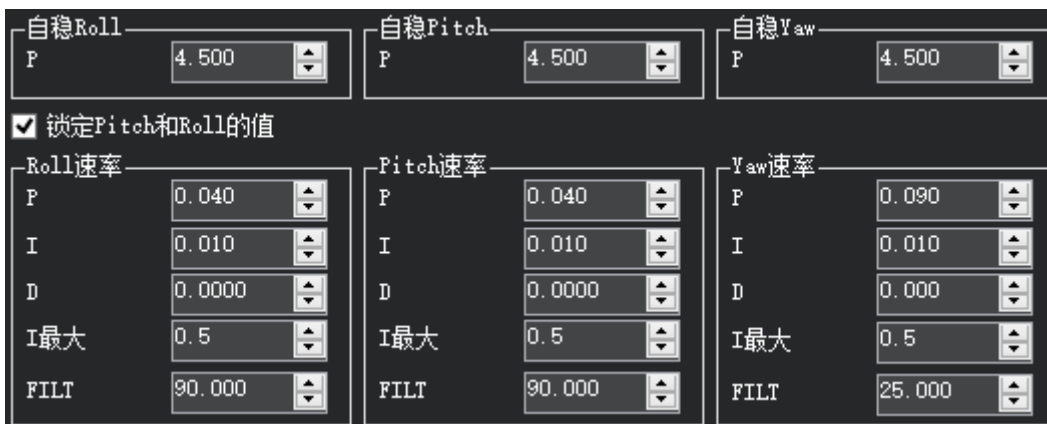 自稳Roll 自稳Pitch 自稳Yaw
P 4.500 P 4.500 P 4.500
锁定Pitch和Roll的值
Roll速率 Pitch速率 Yaw速率
P 0.040 P 0.040 P 0.090
I 0.010 I 0.010 I 0.010
D 0.0000 D 0.0000 D 0.000
I最大 0.5 I最大 0.5 I最大 0.5
FILT 90.000 FILT 90.000 FILT 25.000